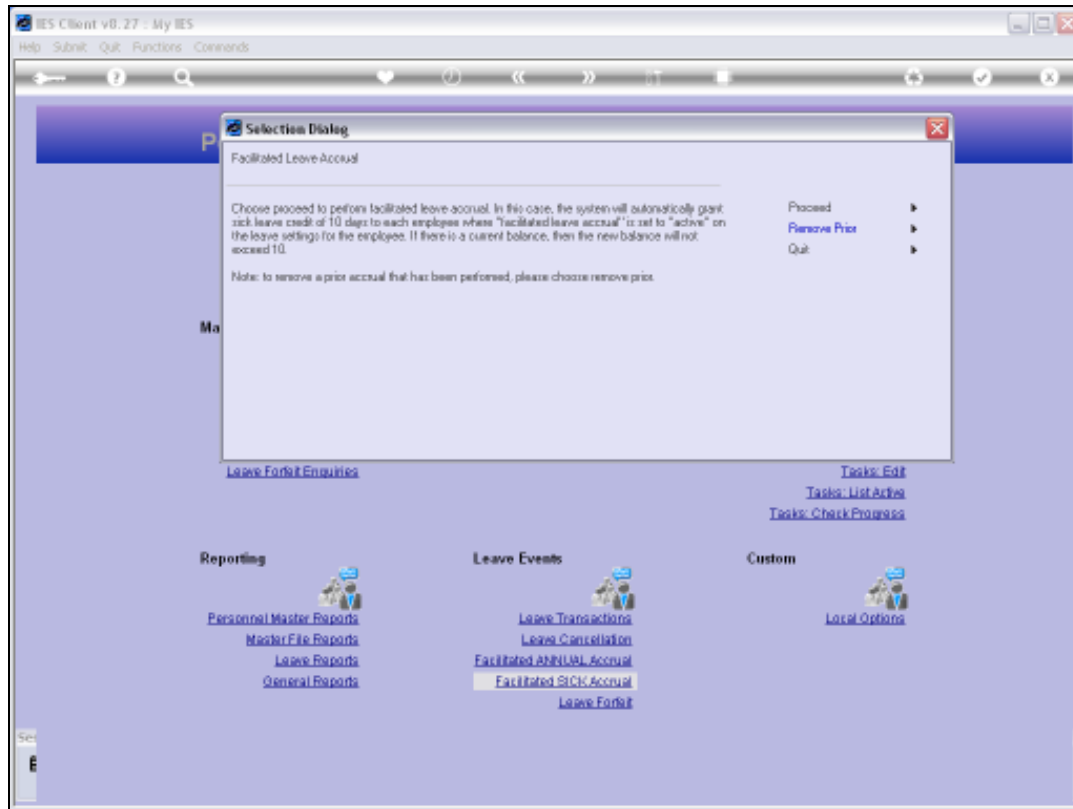 IES Client v0.27 : My IES
Help Submit Quit Functions Commands
P
Selection Dialog
Facilitated Leave Accrual
Choose proceed to perform facilitated leave accrual. In this case, the system will automatically grant
sick leave credit of 10 days to each employee where "facilitated leave accrual" is set to "active" on
the leave settings for the employee. If there is a current balance, then the new balance will not
exceed 10.
Note: to remove a prior accrual that has been performed, please choose remove prior.
Proceed
Remove Prior
Quit
Ma
Leave Forfeit Enquiries
Tasks: Edit
Tasks: List Active
Tasks: Check Progress
Reporting
Personnel Master Reports
Master File Reports
Leave Reports
General Reports
Leave Events
Leave Transactions
Leave Cancellation
Facilitated ANNUAL Accrual
Facilitated SICK Accrual
Leave Forfeit
Custom
Local Options